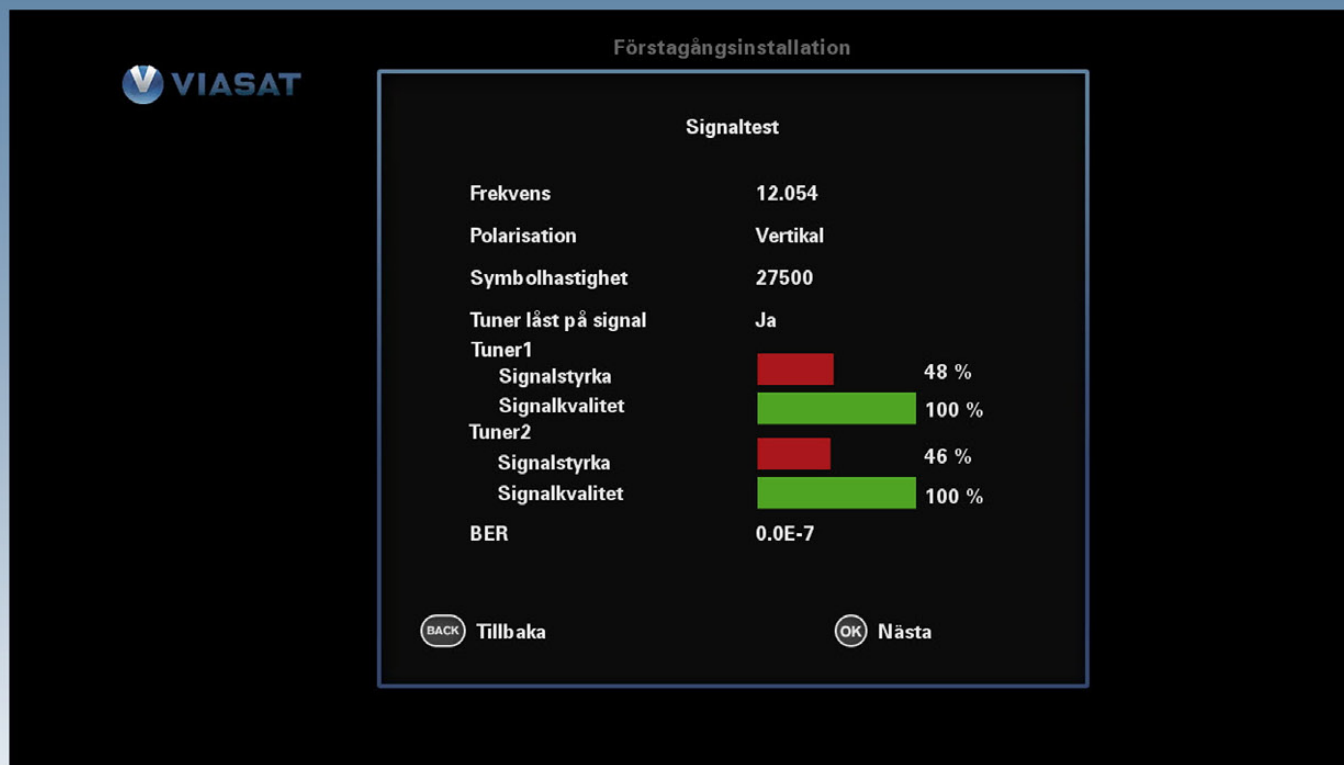 Förstagångsinstallation
VIASAT
Signaltest
Frekvens 12.054
Polarisation Vertikal
Symbolhastighet 27500
Tuner låst på signal Ja
Tuner1
Signalstyrka 48 %
Signalkvalitet 100 %
Tuner2
Signalstyrka 46 %
Signalkvalitet 100 %
BER 0.0E-7
BACK Tillbaka OK Nästa